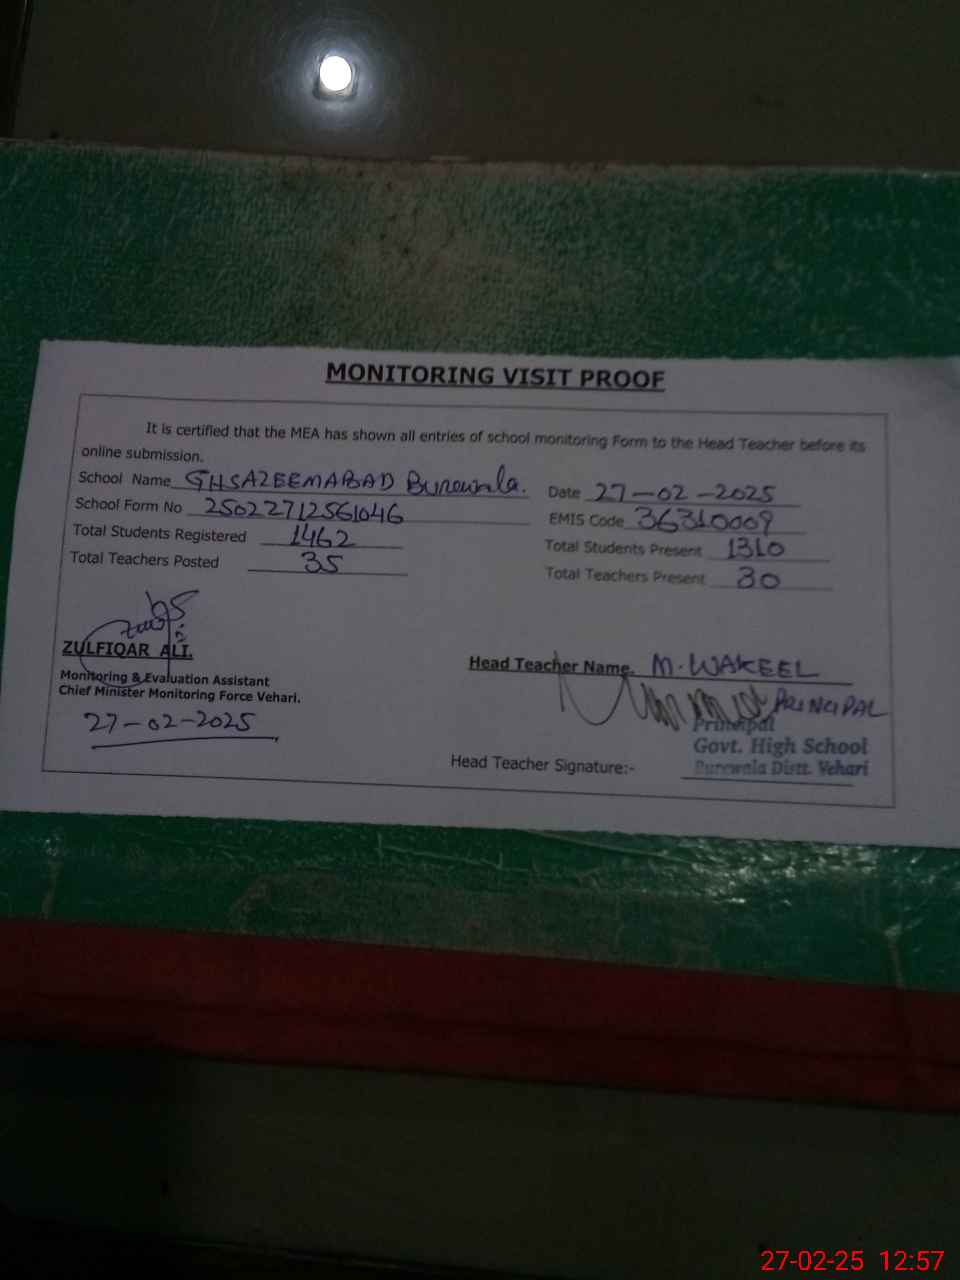 MONITORING VISIT PROOF
It is certified that the MEA has shown all entries of school monitoring Form to the Head Teacher before its
online submission.
School Name GHSAZEEMABAD Burewala. Date 27-02-2025
School Form No 25022712561046 EMIS Code 36310009
Total Students Registered 1462 Total Students Present 1310
Total Teachers Posted 35 Total Teachers Present 30
ZULFIQAR ALI. Head Teacher Name. M. WAKEEL
Monitoring & Evaluation Assistant
Chief Minister Monitoring Force Vehari.
PRINCIPAL
27-02-2025
Principal
Govt. High School
Head Teacher Signature:- Burewala Distt. Vehari
27-02-25 12:57